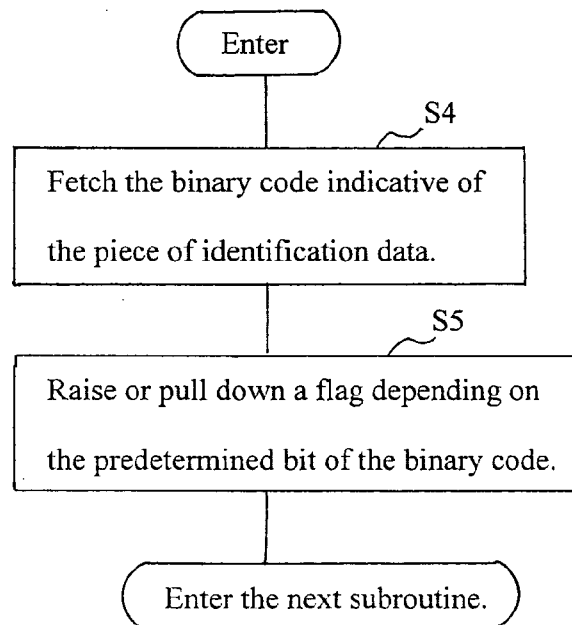 Enter
S4
Fetch the binary code indicative of
the piece of identification data.
S5
Raise or pull down a flag depending on
the predetermined bit of the binary code.
Enter the next subroutine.